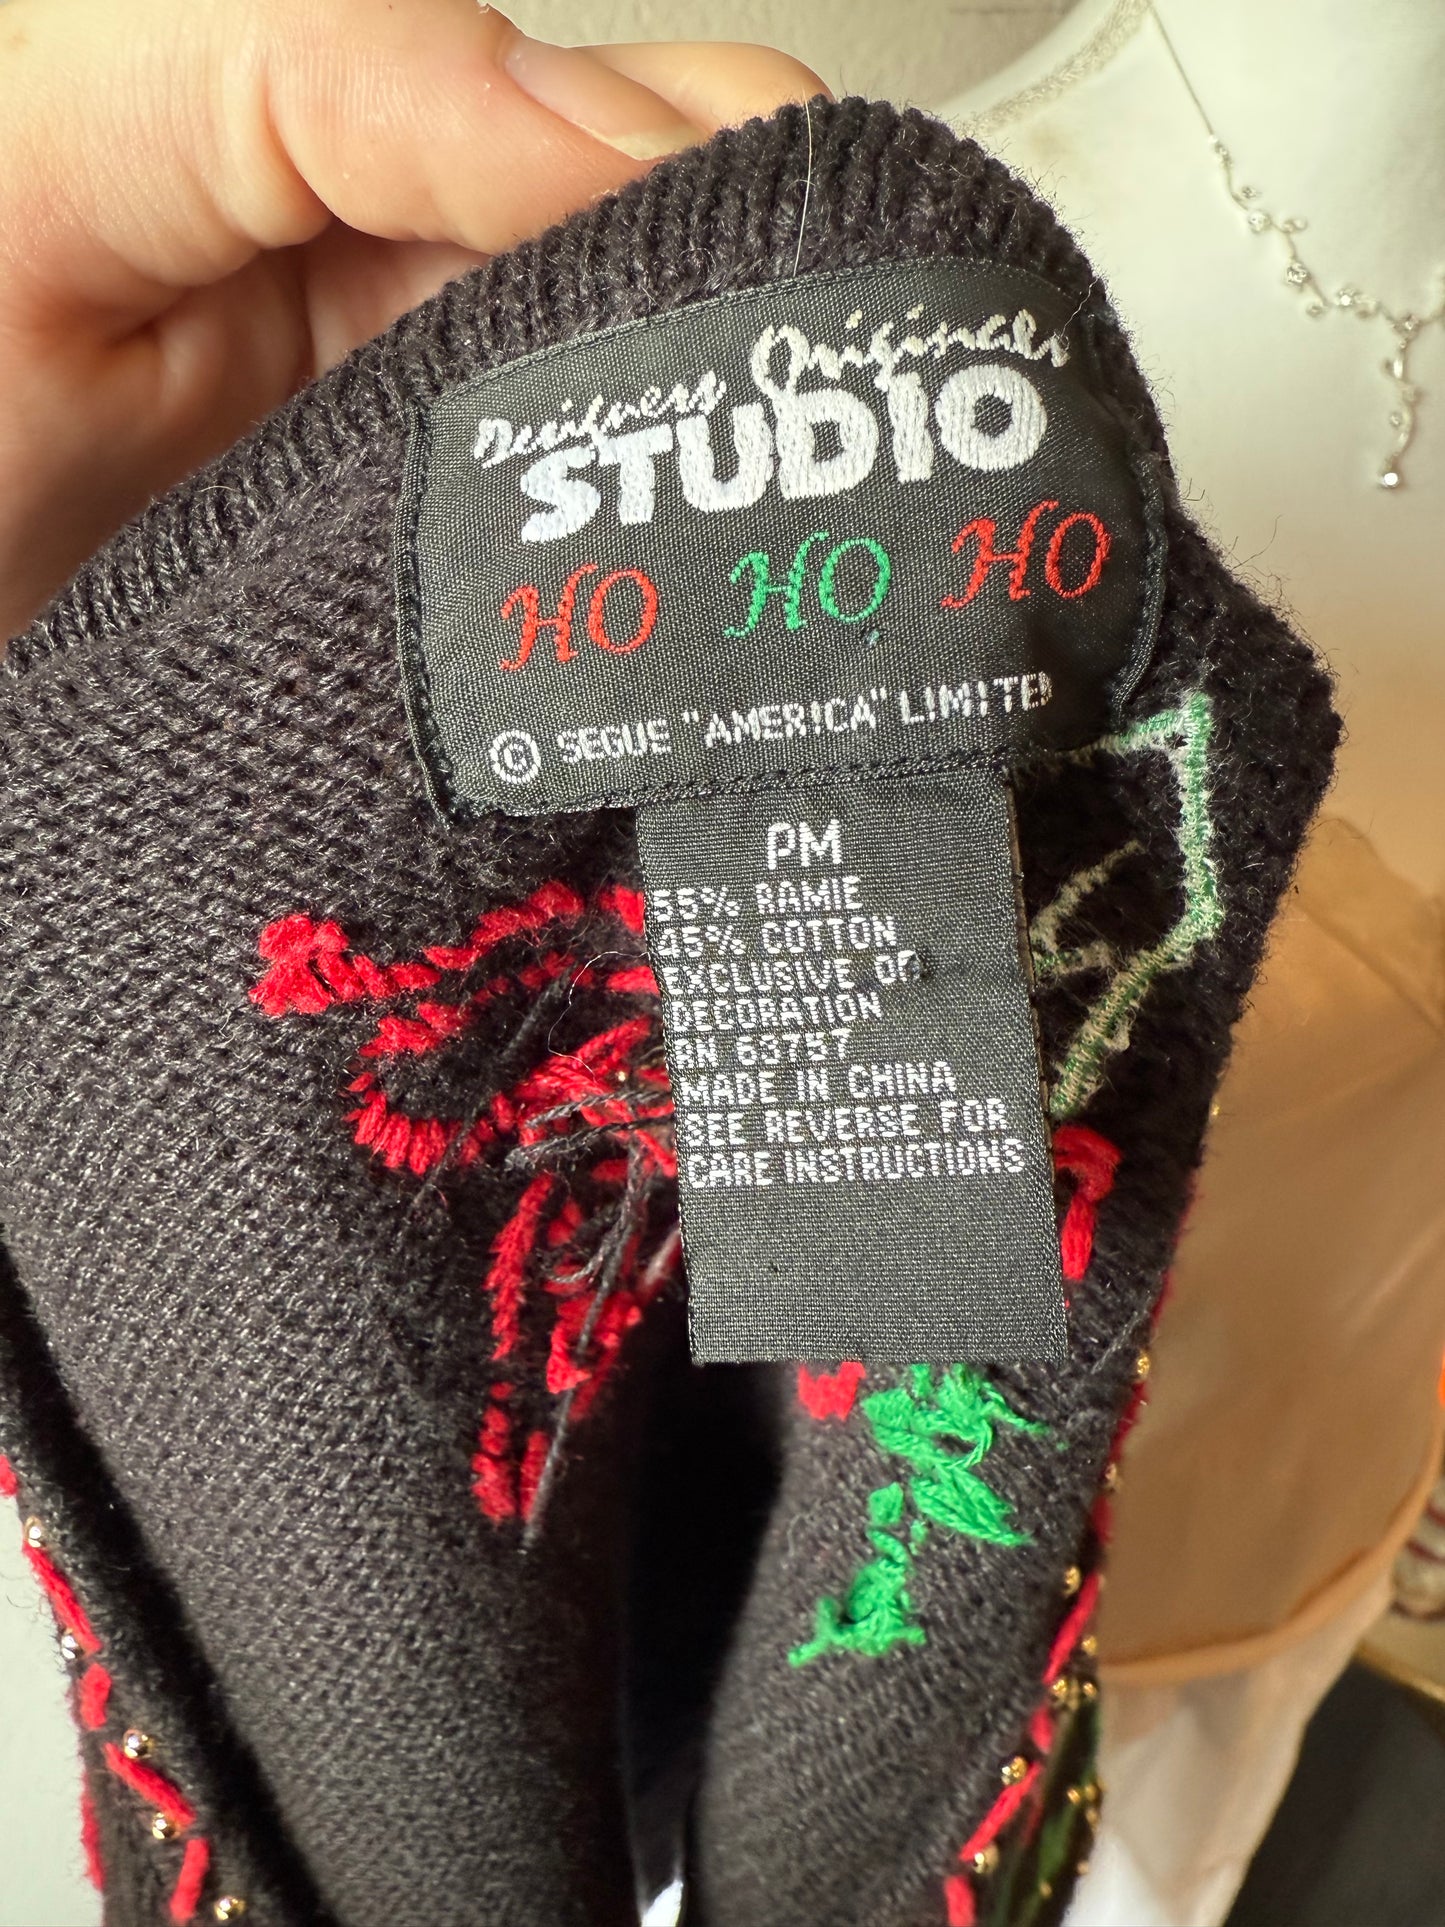 Designers Originals
STUDIO
HO HO HO
© SEGUE "AMERICA" LIMITED
PM
55% RAMIE
45% COTTON
EXCLUSIVE OF
DECORATION
RN 63757
MADE IN CHINA
SEE REVERSE FOR
CARE INSTRUCTIONS